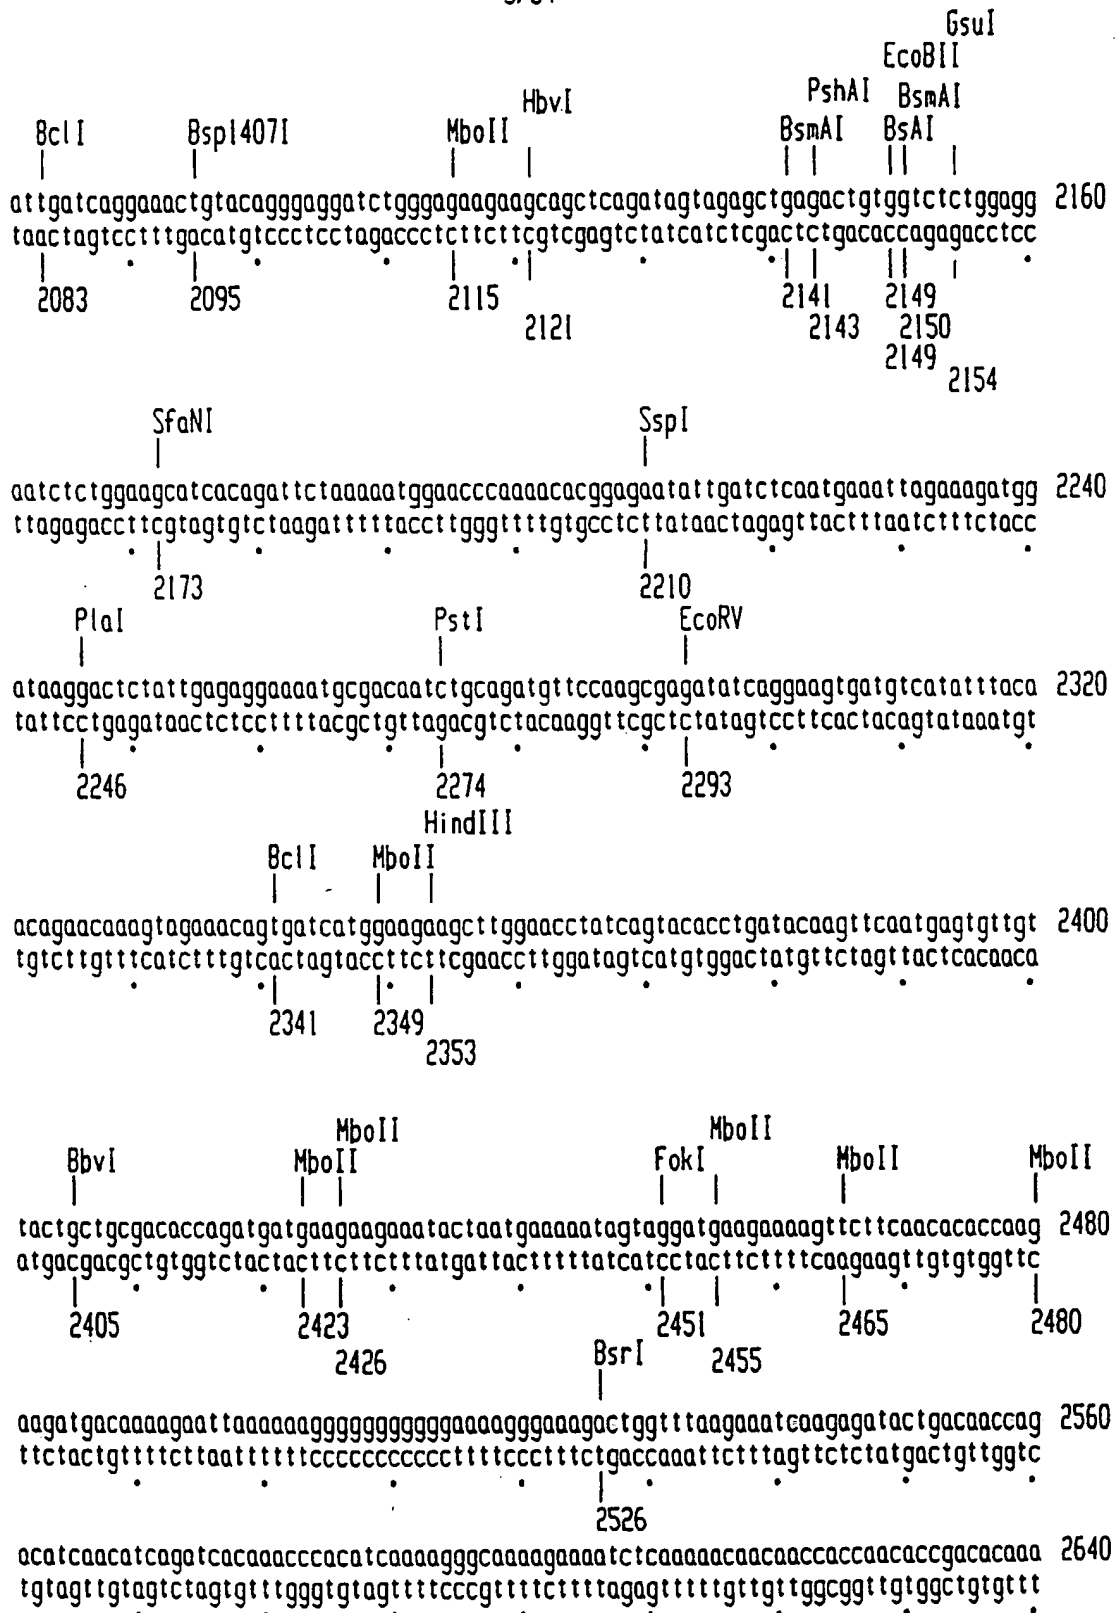 GsuI
EcoBII
HbvI PshAI BsmAI
BclI Bsp1407I MboII BsmAI BsAI
attgatcaggaaactgtacagggaggatctgggagaagaagcagctcagatagtagagctgagactgtggtctctggagg 2160
taactagtcctttgacatgtccctcctagaccctcttcttcgtcgagtctatcatctcgactctgacaccagagacctcc
2083 2095 2115 2141 2149
2121 2143 2150
2149
2154
SfaNI SspI
aatctctggaagcatcacagattctaaaaatggaacccaaaacacggagaatattgatctcaatgaaattagaaagatgg 2240
ttagagaccttcgtagtgtctaagatttttaccttgggttttgtgcctcttataactagagttactttaatctttctacc
2173 2210
PlaI PstI EcoRV
ataaggactctattgagaggaaaatgcgacaatctgcagatgttccaagcgagatatcaggaagtgatgtcatatttaca 2320
tattcctgagataactctccttttacgctgttagacgtctacaaggttcgctctatagtccttcactacagtataaatgt
2246 2274 2293
HindIII
BclI MboII
acagaacaaagtagaaacagtgatcatggaagaagcttggaacctatcagtacacctgatacaagttcaatgagtgttgt 2400
tgtcttgtttcatctttgtcactagtaccttcttcgaaccttggatagtcatgtggactatgttctagttactcacaaca
2341 2349
2353
MboII MboII
BbvI MboII FokI MboII MboII
tactgctgcgacaccagatgatgaagaagaaatactaatgaaaaatagtaggatgaagaaaagttcttcaacacaccaag 2480
atgacgacgctgtggtctactacttcttctttatgattactttttatcatcctacttcttttcaagaagttgtgtggttc
2405 2423 2451 2465 2480
2426 2455
BsrI
aagatgacaaaagaattaaaaaaggggggggggggaaaagggaaagactggtttaagaaatcaagagatactgacaaccag 2560
ttctactgttttcttaattttttccccccccccccttttccctttctgaccaaattctttagttctctatgactgttggtc
2526
acatcaacatcagatcacaaacccacatcaaaagggcaaaagaaaatctcaaaaacaacaaccaccaacaccgacacaaa 2640
tgtagttgtagtctagtgtttgggtgtagttttcccgttttcttttagagtttttgttgttggcggttgtggctgtgttt